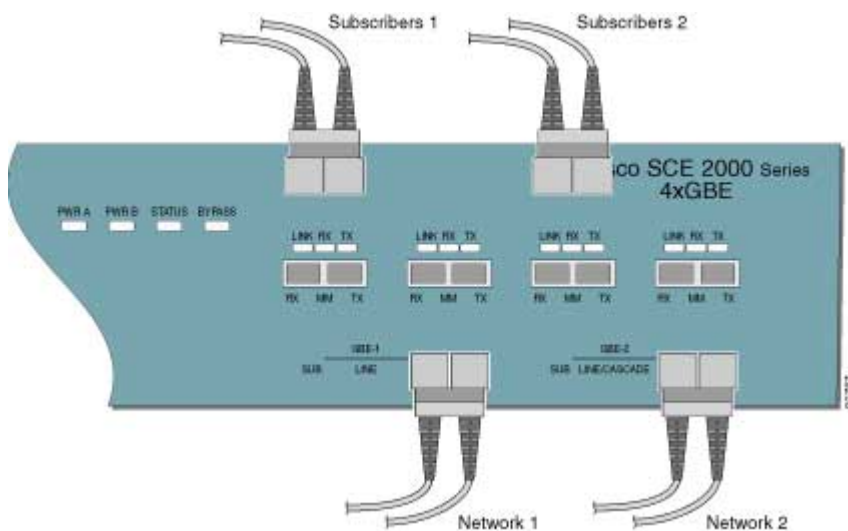 Subscribers 1 Subscribers 2
sco SCE 2000 Series
4xGBE
PWR A PWR B STATUS BYPASS
LINK RX TX LINK RX TX LINK RX TX LINK RX TX
RX MM TX RX MM TX RX MM TX RX MM TX
GBE-1 GBE-2
SUB LINE SUB LINE/CASCADE
Network 1 Network 2